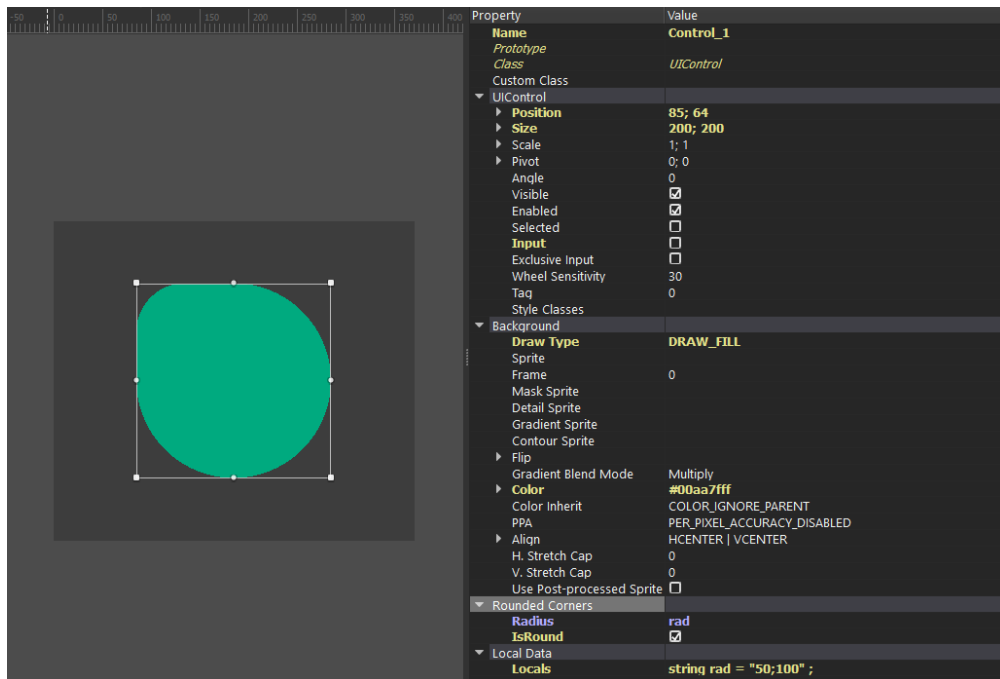 -50 0 50 100 150 200 250 300 350 400
Property Value
Name Control_1
Prototype
Class UIControl
Custom Class
UIControl
Position 85; 64
Size 200; 200
Scale 1; 1
Pivot 0; 0
Angle 0
Visible
Enabled
Selected
Input
Exclusive Input
Wheel Sensitivity 30
Tag 0
Style Classes
Background
Draw Type DRAW_FILL
Sprite
Frame 0
Mask Sprite
Detail Sprite
Gradient Sprite
Contour Sprite
Flip
Gradient Blend Mode Multiply
Color #00aa7fff
Color Inherit COLOR_IGNORE_PARENT
PPA PER_PIXEL_ACCURACY_DISABLED
Align HCENTER | VCENTER
H. Stretch Cap 0
V. Stretch Cap 0
Use Post-processed Sprite
Rounded Corners
Radius rad
IsRound
Local Data
Locals string rad = "50;100" ;